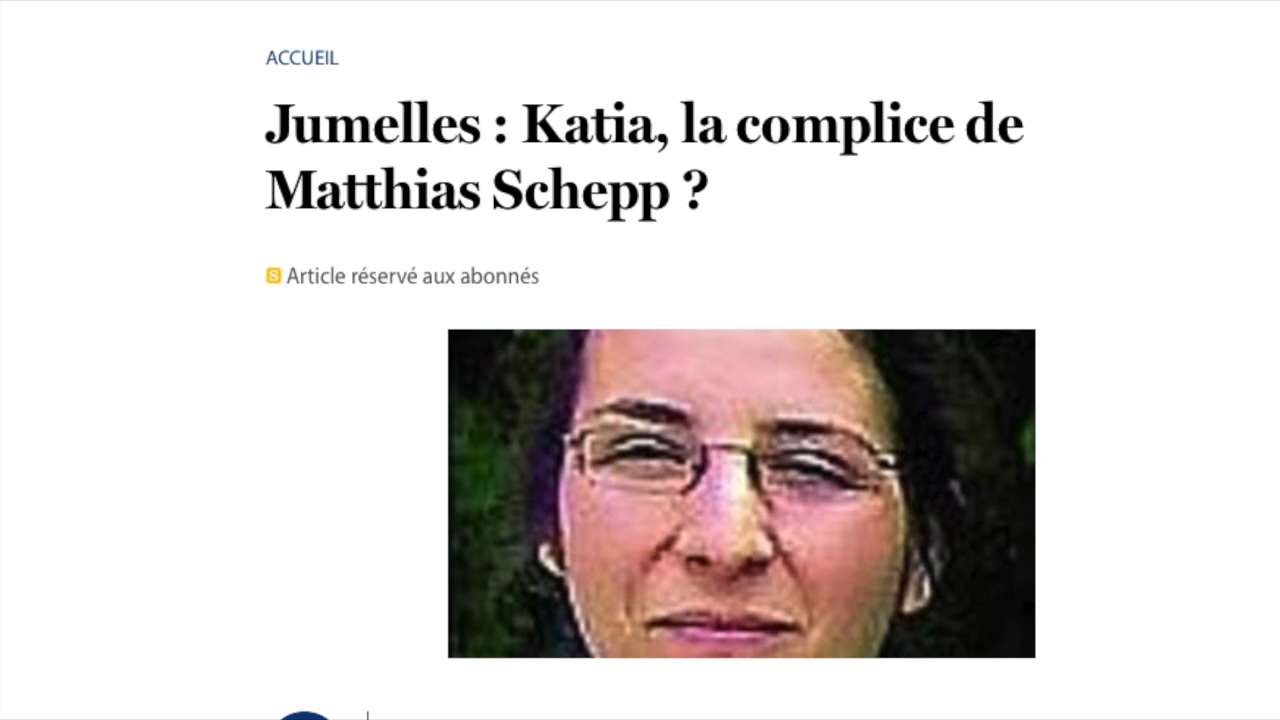 ACCUEIL
Jumelles : Katia, la complice de
Matthias Schepp ?
S Article réservé aux abonnés